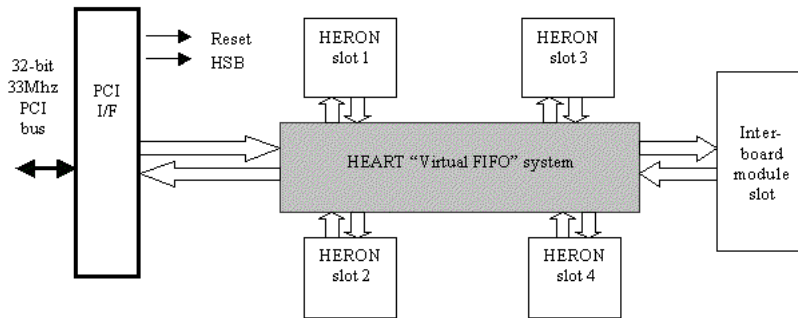 32-bit
33Mhz
PCI
bus
PCI
I/F
Reset
HSB
HERON
slot 1
HERON
slot 3
HEART “Virtual FIFO” system
HERON
slot 2
HERON
slot 4
Inter-
board
module
slot